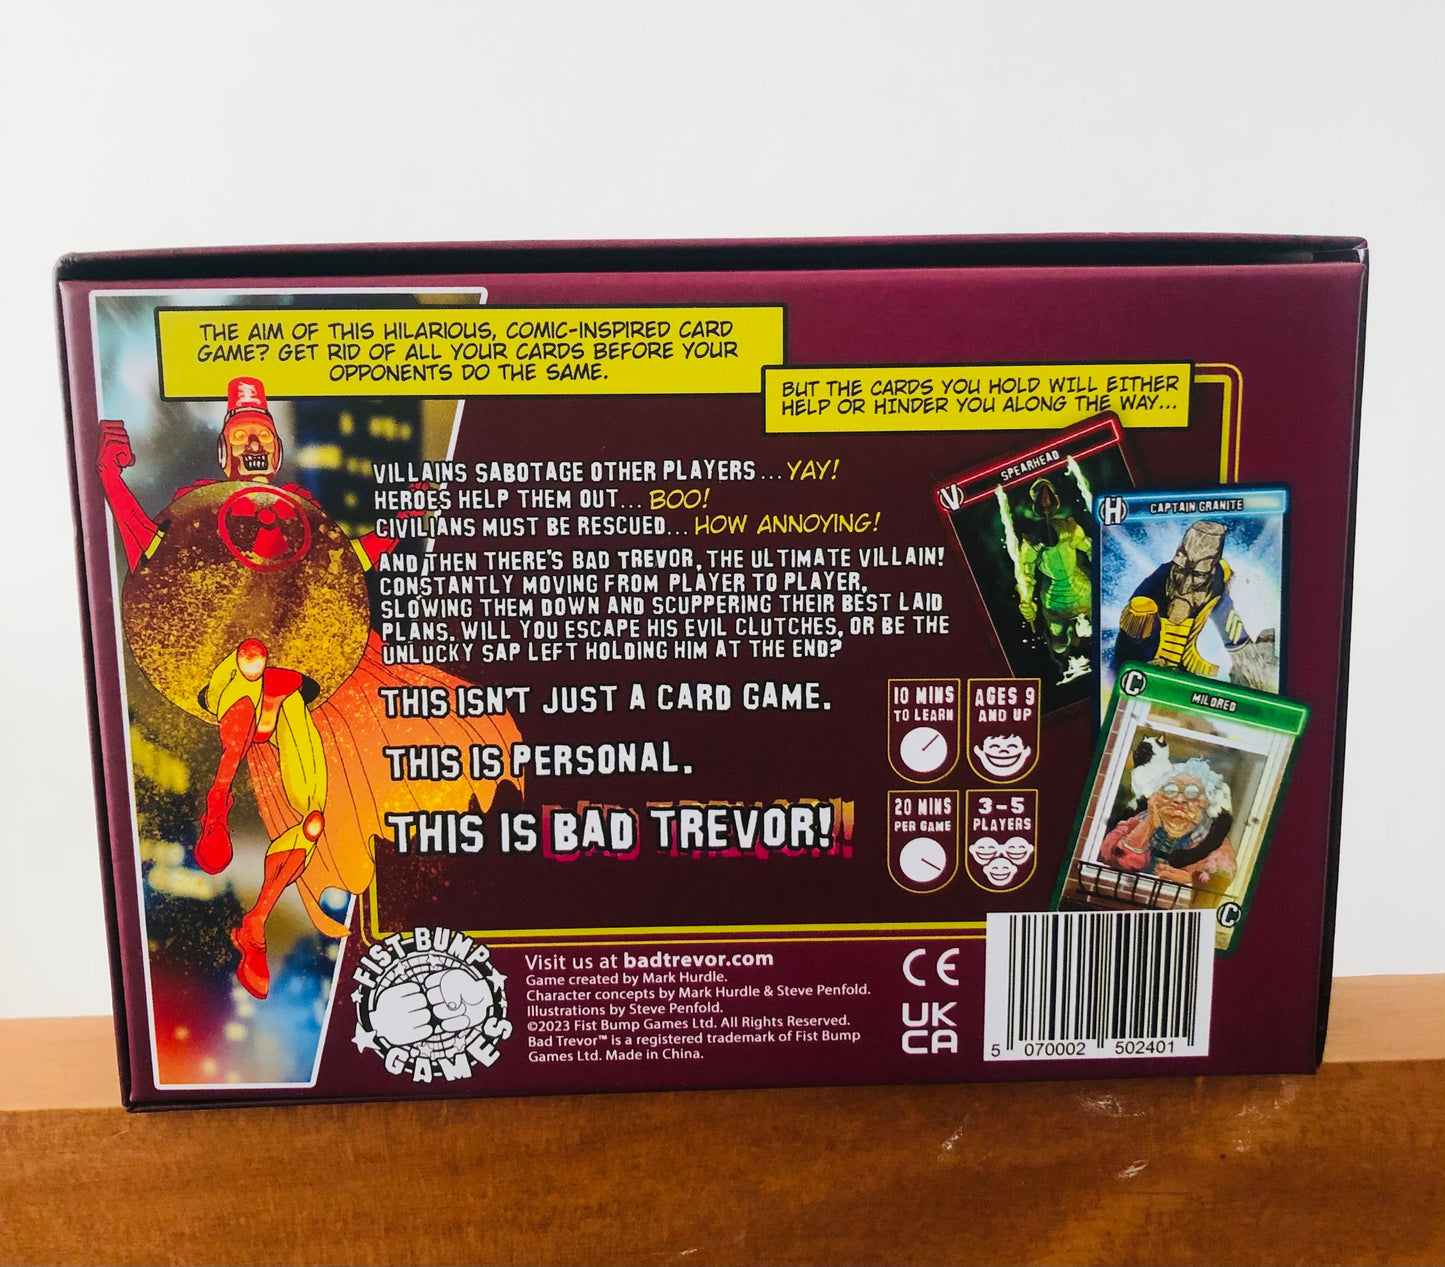 THE AIM OF THIS HILARIOUS, COMIC-INSPIRED CARD
GAME? GET RID OF ALL YOUR CARDS BEFORE YOUR
OPPONENTS DO THE SAME.
BUT THE CARDS YOU HOLD WILL EITHER
HELP OR HINDER YOU ALONG THE WAY...
VILLAINS SABOTAGE OTHER PLAYERS... YAY!
HEROES HELP THEM OUT... BOO!
CIVILIANS MUST BE RESCUED... HOW ANNOYING!
AND THEN THERE'S BAD TREVOR, THE ULTIMATE VILLAIN!
CONSTANTLY MOVING FROM PLAYER TO PLAYER,
SLOWING THEM DOWN AND SCUPPERING THEIR BEST LAID
PLANS. WILL YOU ESCAPE HIS EVIL CLUTCHES, OR BE THE
UNLUCKY SAP LEFT HOLDING HIM AT THE END?
THIS ISN'T JUST A CARD GAME.
THIS IS PERSONAL.
THIS IS BAD TREVOR!
V SPEARHEAD
H CAPTAIN GRANITE
C MILDRED
C
10 MINS
TO LEARN
AGES 9
AND UP
20 MINS
PER GAME
3-5
PLAYERS
FIST BUMP
GAMES
Visit us at badtrevor.com
Game created by Mark Hurdle.
Character concepts by Mark Hurdle & Steve Penfold.
Illustrations by Steve Penfold.
©2023 Fist Bump Games Ltd. All Rights Reserved.
Bad Trevor™ is a registered trademark of Fist Bump
Games Ltd. Made in China.
CE
UK
CA
5 070002 502401